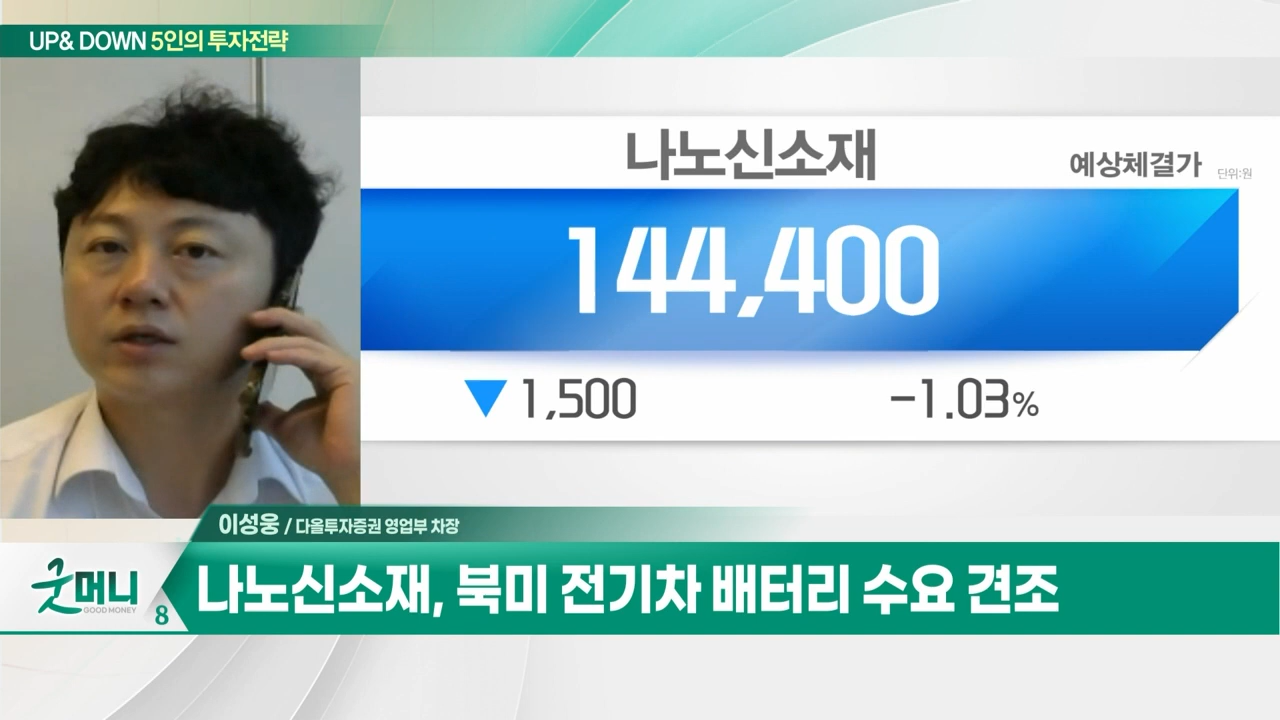 UP& DOWN 5인의 투자전략
나노신소재
예상체결가
단위:원
144,400
▼ 1,500
-1.03%
이성웅 / 다올투자증권 영업부 차장
굿머니
GOOD MONEY
8
나노신소재, 북미 전기차 배터리 수요 견조